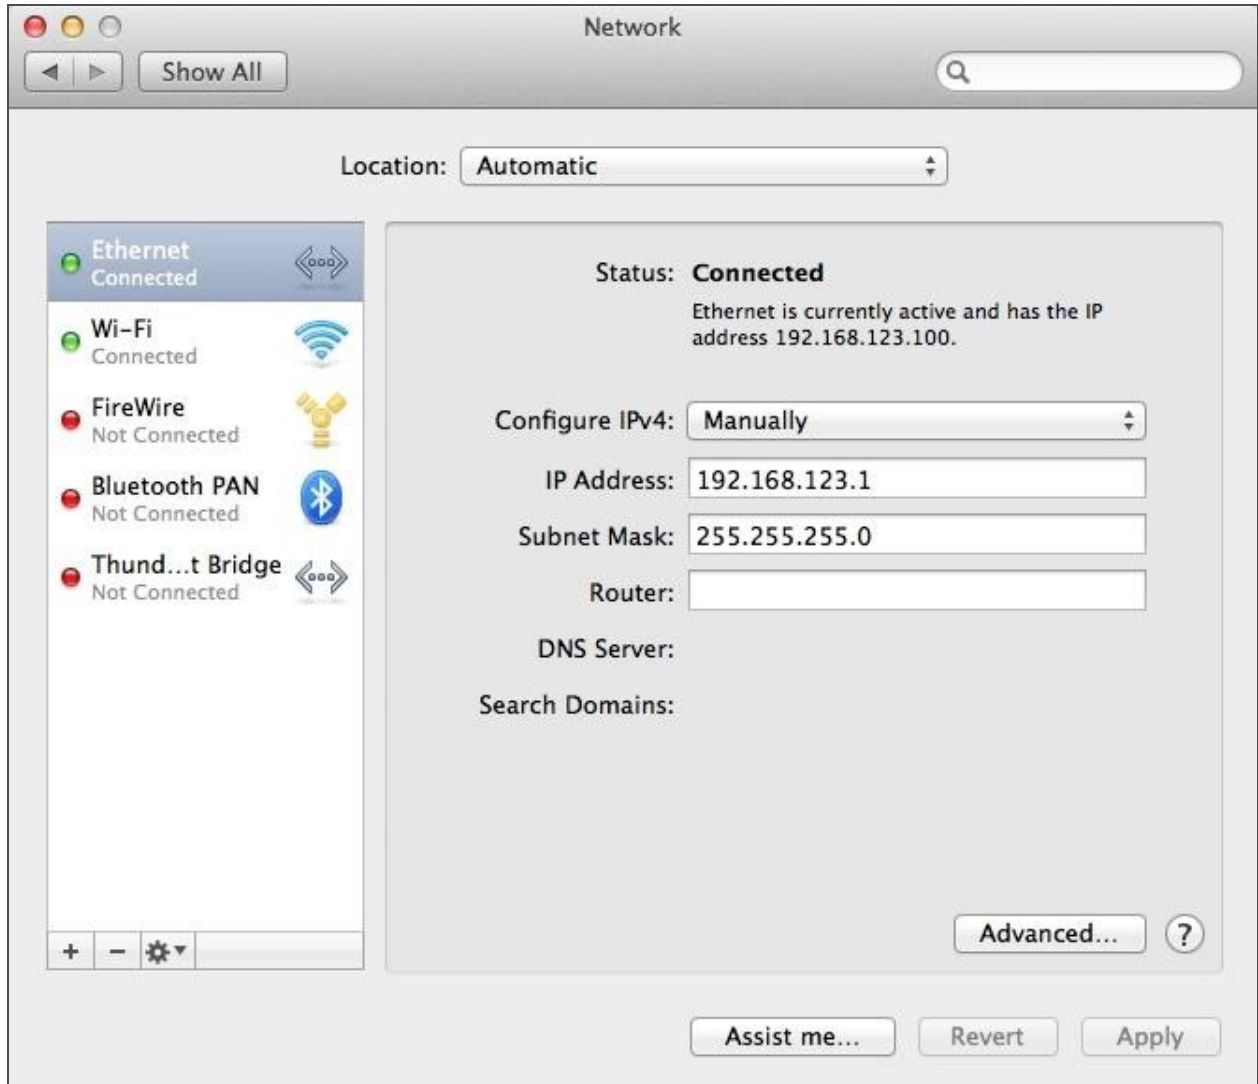 Network
Show All
Location: Automatic
Ethernet
Connected
Wi-Fi
Connected
FireWire
Not Connected
Bluetooth PAN
Not Connected
Thund...t Bridge
Not Connected
Status: Connected
Ethernet is currently active and has the IP
address 192.168.123.100.
Configure IPv4: Manually
IP Address: 192.168.123.1
Subnet Mask: 255.255.255.0
Router:
DNS Server:
Search Domains:
Advanced... ?
Assist me... Revert Apply